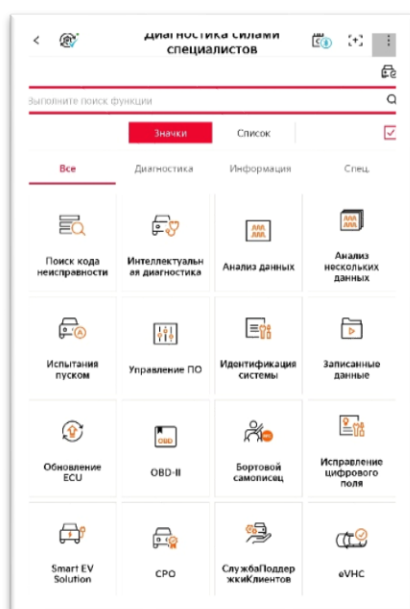 Диагностика силами
специалистов
Выполните поиск функции
Значки
Список
Все
Диагностика
Информация
Спец.
Поиск кода
неисправности
Интеллектуальн
ая диагностика
Анализ данных
Анализ
нескольких
данных
Испытания
пуском
Управление ПО
Идентификация
системы
Записанные
данные
Обновление
ECU
OBD
OBD-II
Бортовой
самописец
Исправление
цифрового
поля
Smart EV
Solution
CPO
СлужбаПоддер
жкиКлиентов
eVHC